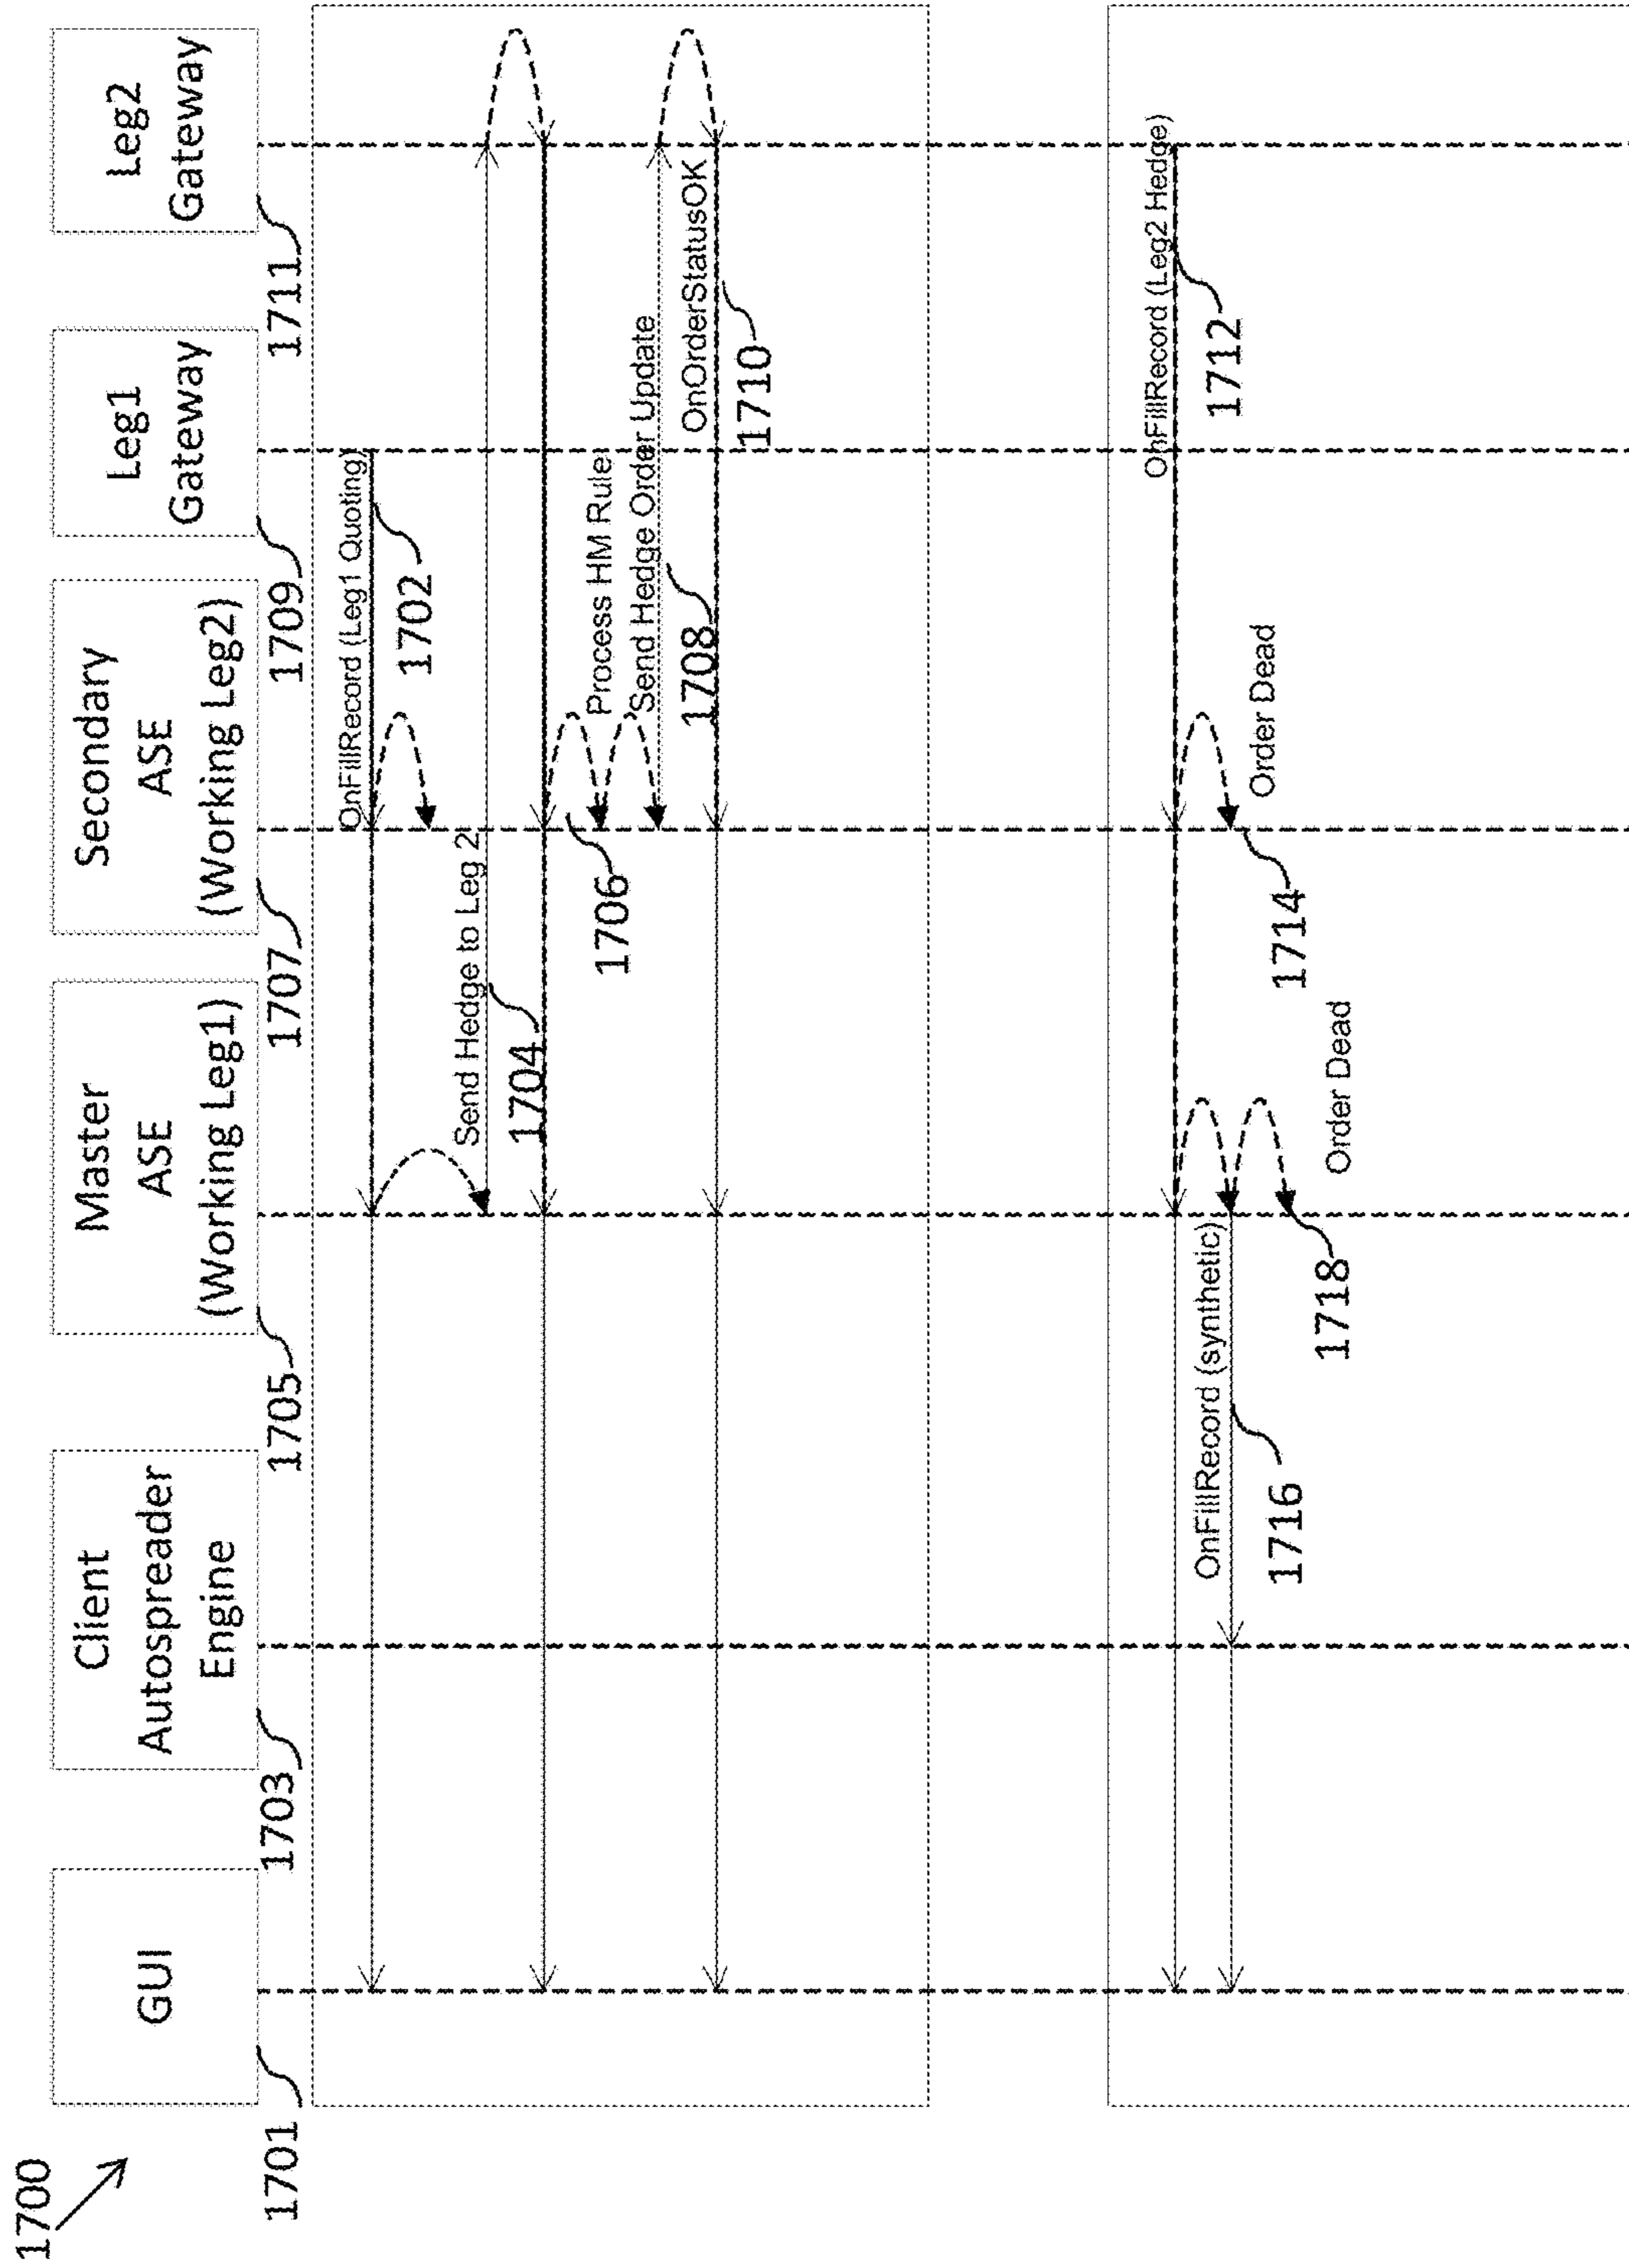 1700
GUI
1701
Client
Autospreader
Engine
1703
Master
ASE
(Working Leg1)
1705
Secondary
ASE
(Working Leg2)
1707
Leg1
Gateway
1709
Leg2
Gateway
1711
OnFillRecord (Leg1 Quoting)
1702
Send Hedge to Leg 2
1704
1706
Process HM Rule
Send Hedge Order Update
1708
OnOrderStatusOK
1710
OnFillRecord (Leg2 Hedge)
1712
Order Dead
1714
OnFillRecord (synthetic)
1716
Order Dead
1718